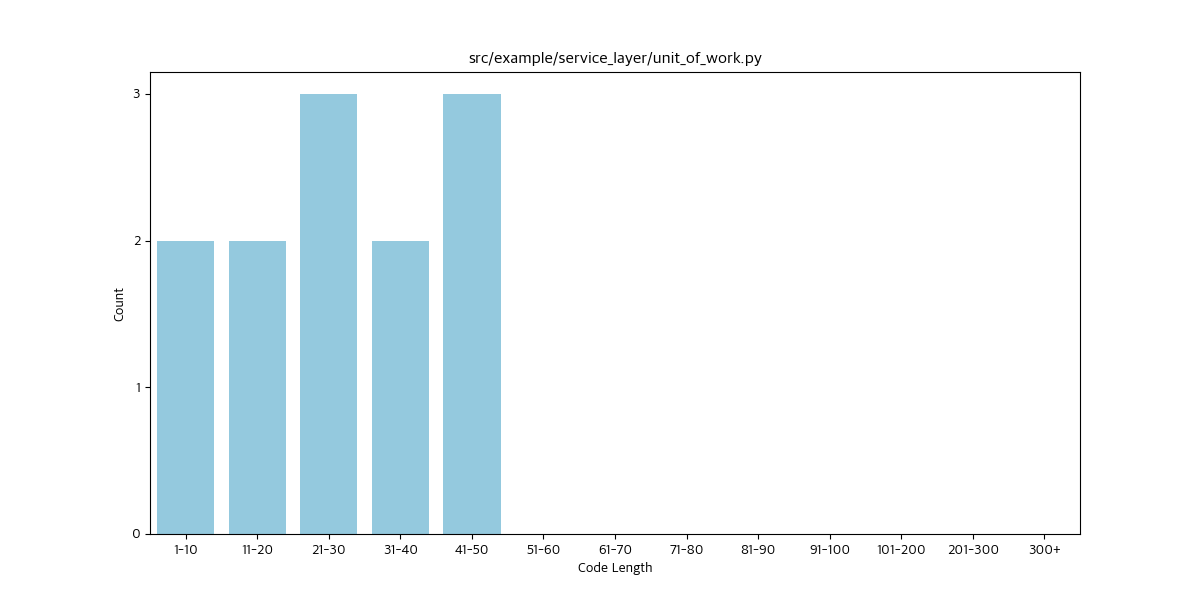 src/example/service_layer/unit_of_work.py
3
2
1
0
Count
1-10 11-20 21-30 31-40 41-50 51-60 61-70 71-80 81-90 91-100 101-200 201-300 300+
Code Length